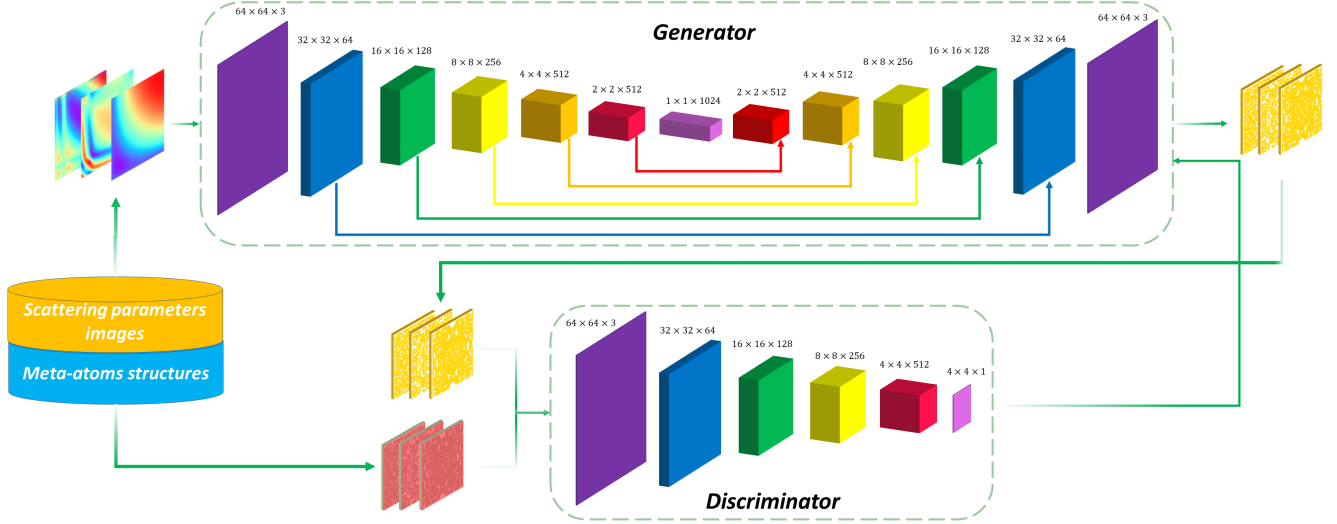 64 × 64 × 3
32 × 32 × 64
16 × 16 × 128
8 × 8 × 256
4 × 4 × 512
2 × 2 × 512
1 × 1 × 1024
2 × 2 × 512
4 × 4 × 512
8 × 8 × 256
16 × 16 × 128
32 × 32 × 64
64 × 64 × 3
Generator
Scattering parameters
images
Meta-atoms structures
64 × 64 × 3
32 × 32 × 64
16 × 16 × 128
8 × 8 × 256
4 × 4 × 512
4 × 4 × 1
Discriminator